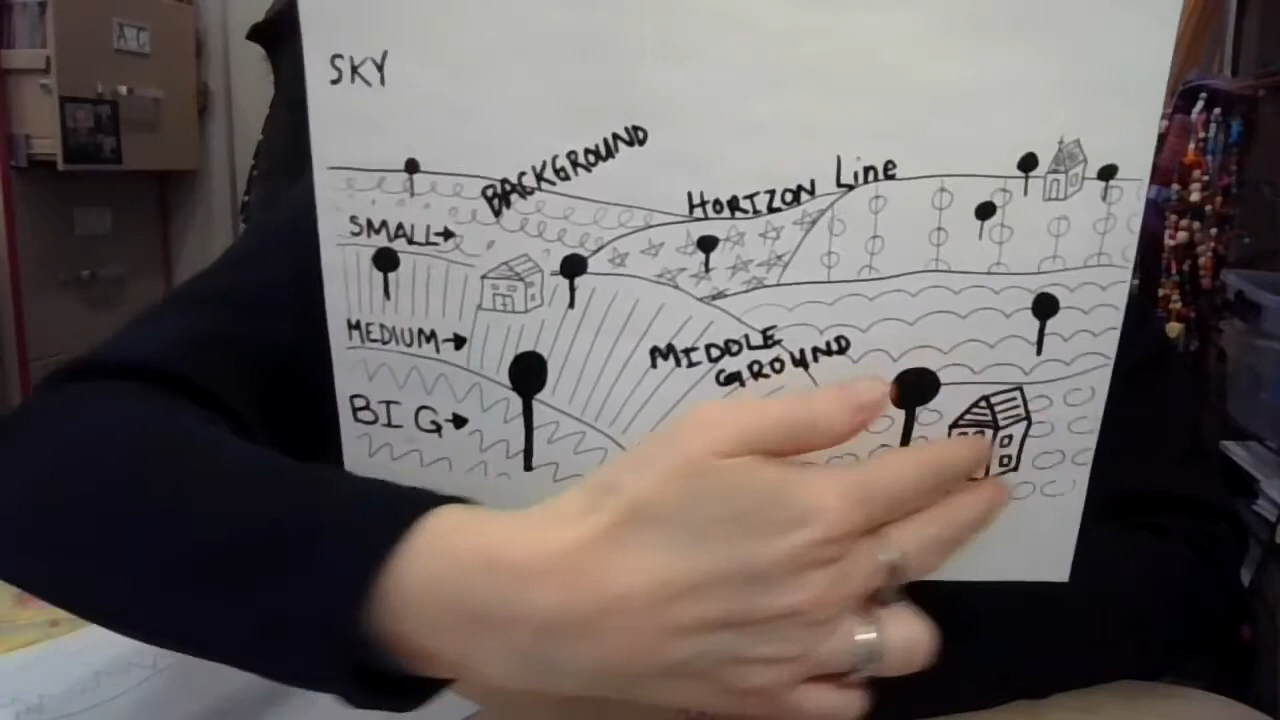 A-C
SKY
BACKGROUND
HORIZON Line
SMALL
MEDIUM
MIDDLE
GROUND
BIG